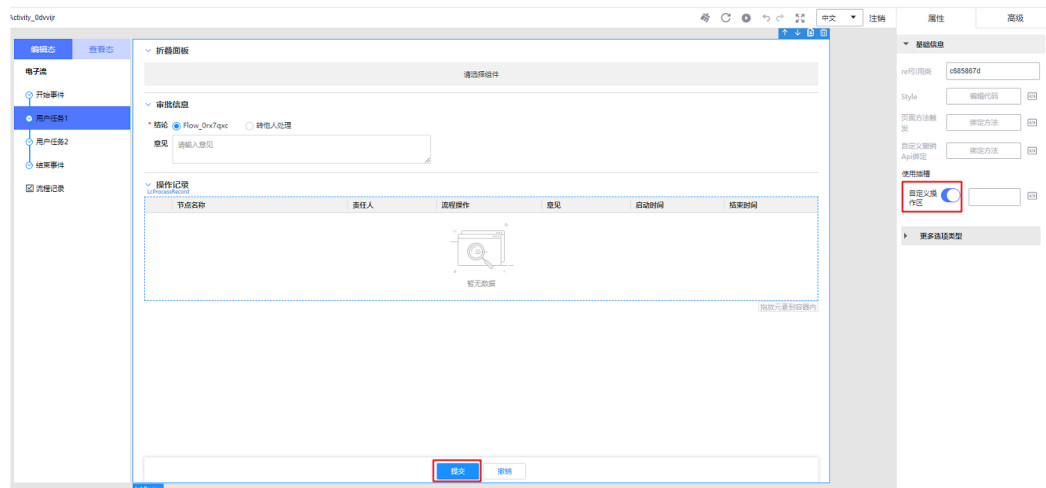 Activity_0dvvijr
中文
注销
属性
高级
编辑态
查看态
电子流
开始事件
用户任务1
用户任务2
结束事件
流程记录
折叠面板
请选择组件
审批信息
* 结论
Flow_0rx7qxc
转他人处理
意见
请输入意见
操作记录
LcProcessRecord
节点名称
责任人
流程操作
意见
启动时间
结束时间
暂无数据
拖放元素到容器内
提交
撤销
基础信息
ref引用类
c685867d
Style
编辑代码
页面方法触
发
绑定方法
自定义撤销
Api绑定
绑定方法
使用插槽
自定义操
作区
更多选项类型